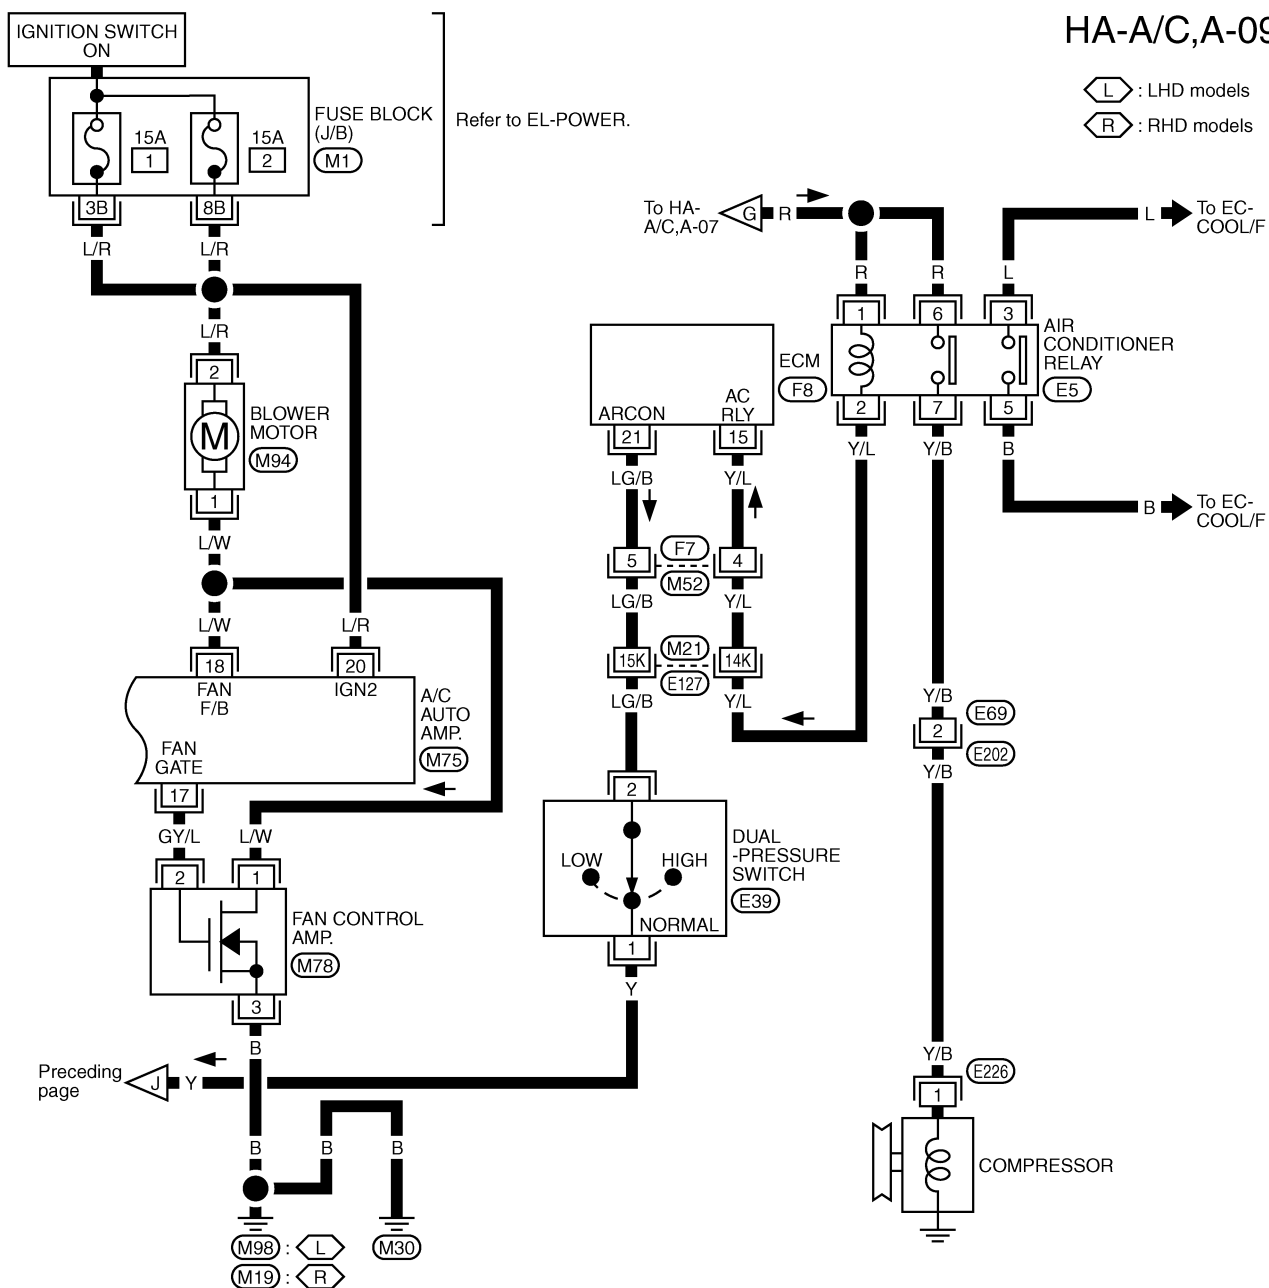 IGNITION SWITCH
ON
HA-A/C,A-09
L : LHD models
R : RHD models
FUSE BLOCK
(J/B)
M1
Refer to EL-POWER.
15A
1
15A
2
3B
8B
L/R
L/R
L/R
2
BLOWER
MOTOR
M94
M
1
L/W
L/W
L/R
18
20
FAN
F/B
IGN2
A/C
AUTO
AMP.
M75
FAN
GATE
17
GY/L
L/W
2
1
FAN CONTROL
AMP.
M78
3
B
Preceding
page
J
Y
B
B
B
M98 : L
M30
M19 : R
To HA-
A/C,A-07
G
R
L
To EC-
COOL/F
R
R
L
1
6
3
AIR
CONDITIONER
RELAY
E5
2
7
5
Y/L
Y/B
B
B
To EC-
COOL/F
ECM
F8
ARCON
AC
RLY
21
15
LG/B
Y/L
5
F7
4
M52
LG/B
Y/L
15K
M21
14K
E127
LG/B
Y/L
2
DUAL
-PRESSURE
SWITCH
E39
LOW
HIGH
NORMAL
1
Y
Y/B
2
E69
E202
Y/B
Y/B
E226
1
COMPRESSOR